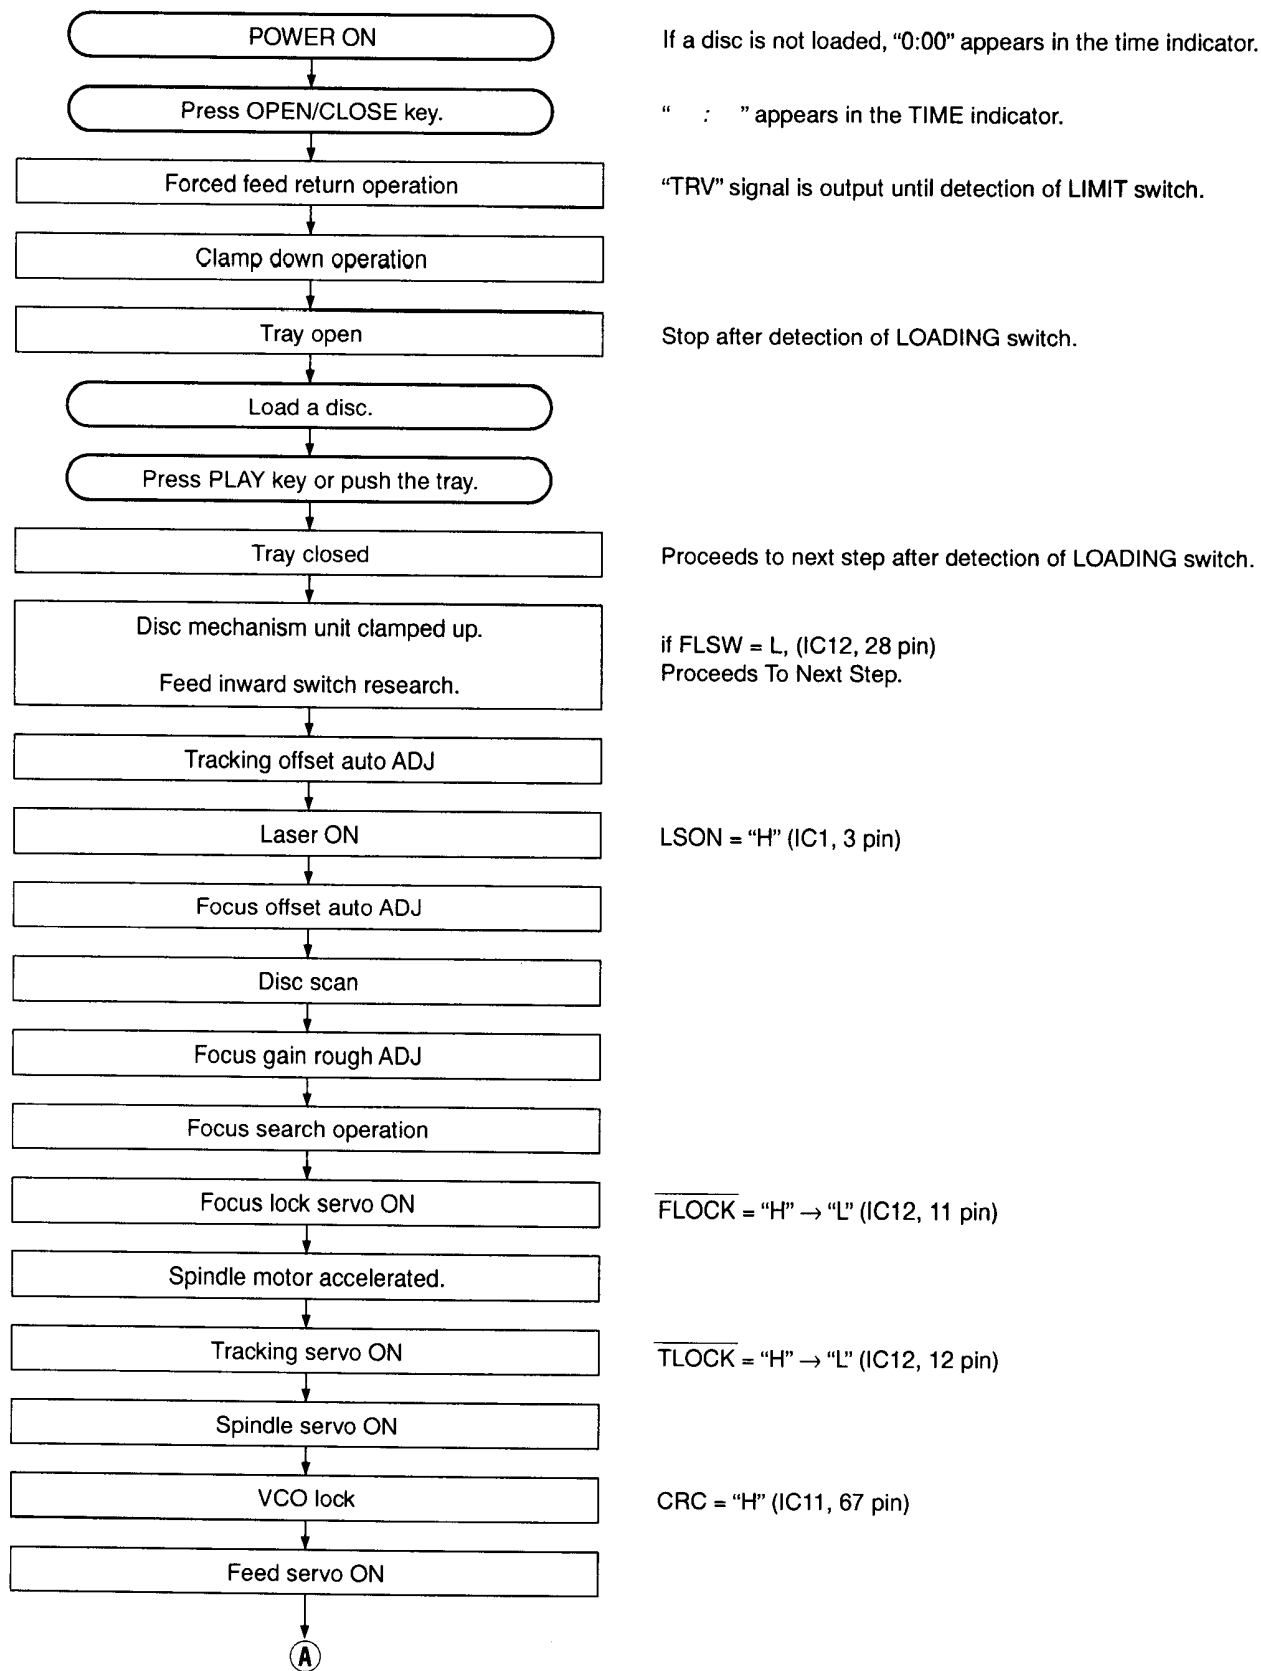 POWER ON
If a disc is not loaded, “0:00” appears in the time indicator.
Press OPEN/CLOSE key.
“ : ” appears in the TIME indicator.
Forced feed return operation
“TRV” signal is output until detection of LIMIT switch.
Clamp down operation
Tray open
Stop after detection of LOADING switch.
Load a disc.
Press PLAY key or push the tray.
Tray closed
Proceeds to next step after detection of LOADING switch.
Disc mechanism unit clamped up.
Feed inward switch research.
if FLSW = L, (IC12, 28 pin)
Proceeds To Next Step.
Tracking offset auto ADJ
Laser ON
LSON = “H” (IC1, 3 pin)
Focus offset auto ADJ
Disc scan
Focus gain rough ADJ
Focus search operation
Focus lock servo ON
FLOCK = “H” → “L” (IC12, 11 pin)
Spindle motor accelerated.
Tracking servo ON
TLOCK = “H” → “L” (IC12, 12 pin)
Spindle servo ON
VCO lock
CRC = “H” (IC11, 67 pin)
Feed servo ON
A